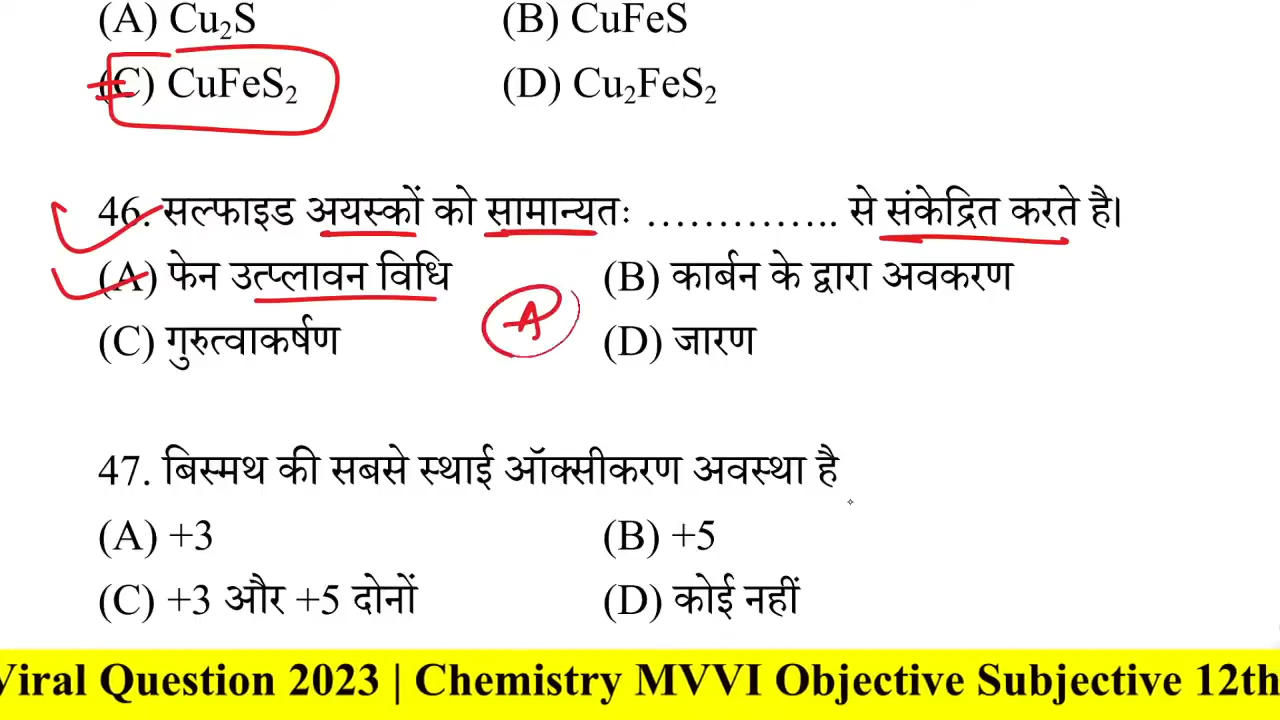 (A) Cu₂S (B) CuFeS
(C) CuFeS₂ (D) Cu₂FeS₂
46. सल्फाइड अयस्कों को सामान्यतः ………….. से संकेद्रित करते है।
(A) फेन उत्प्लावन विधि (B) कार्बन के द्वारा अवकरण
A
(C) गुरुत्वाकर्षण (D) जारण
47. बिस्मथ की सबसे स्थाई ऑक्सीकरण अवस्था है
(A) +3 (B) +5
(C) +3 और +5 दोनों (D) कोई नहीं
Viral Question 2023 | Chemistry MVVI Objective Subjective 12th